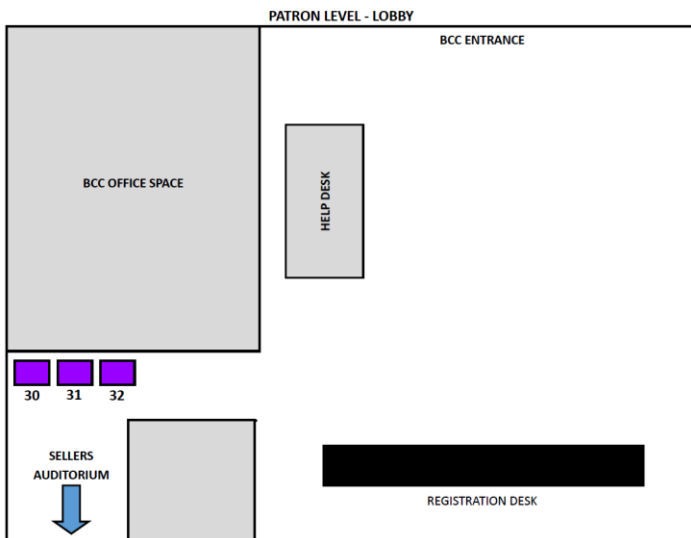 PATRON LEVEL - LOBBY
BCC ENTRANCE
BCC OFFICE SPACE
HELP DESK
30 31 32
SELLERS
AUDITORIUM
REGISTRATION DESK